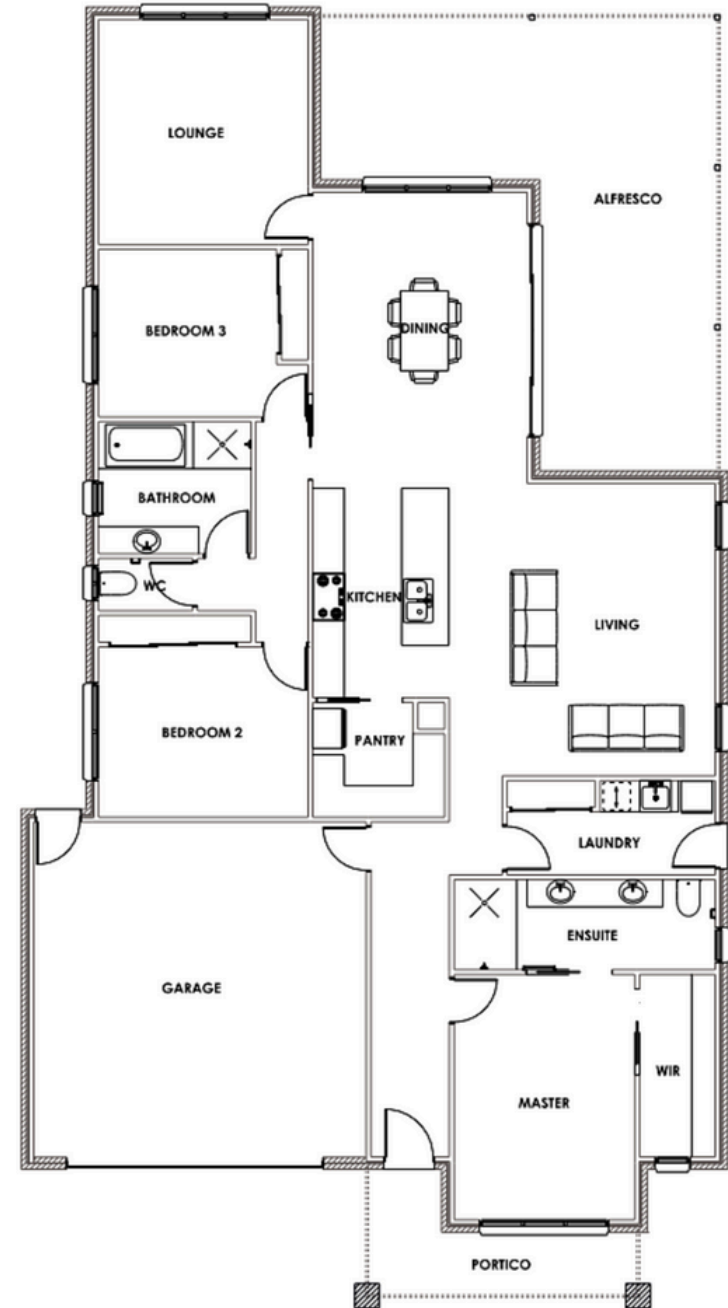 LOUNGE
ALFRESCO
BEDROOM 3
DINING
BATHROOM
WC
KITCHEN
LIVING
BEDROOM 2
PANTRY
LAUNDRY
ENSUITE
GARAGE
WIR
MASTER
PORTICO